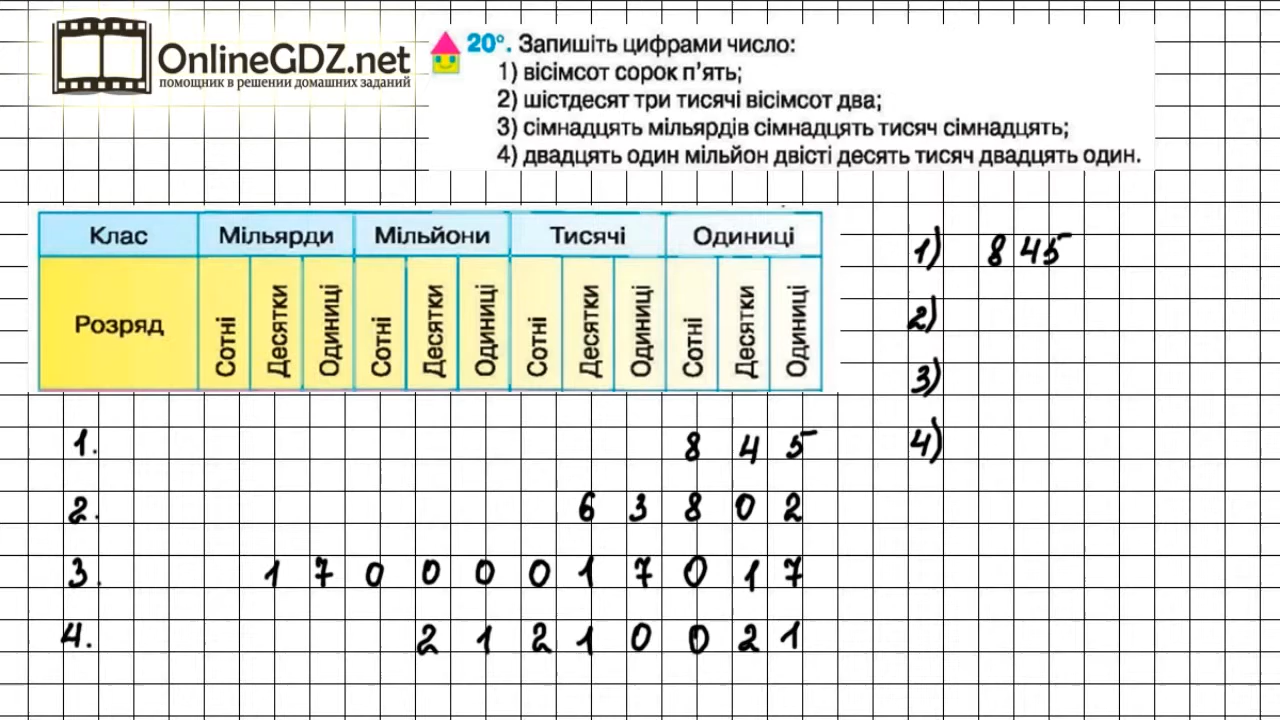 OnlineGDZ.net
помощник в решении домашних заданий
20°. Запишіть цифрами число:
1) вісімсот сорок п'ять;
2) шістдесят три тисячі вісімсот два;
3) сімнадцять мільярдів сімнадцять тисяч сімнадцять;
4) двадцять один мільйон двісті десять тисяч двадцять один.
Клас Мільярди Мільйони Тисячі Одиниці
Розряд Сотні Десятки Одиниці Сотні Десятки Одиниці Сотні Десятки Одиниці Сотні Десятки Одиниці
1. 8 4 5
2. 6 3 8 0 2
3. 1 7 0 0 0 0 1 7 0 1 7
4. 2 1 2 1 0 0 2 1
1) 8 45
2)
3)
4)